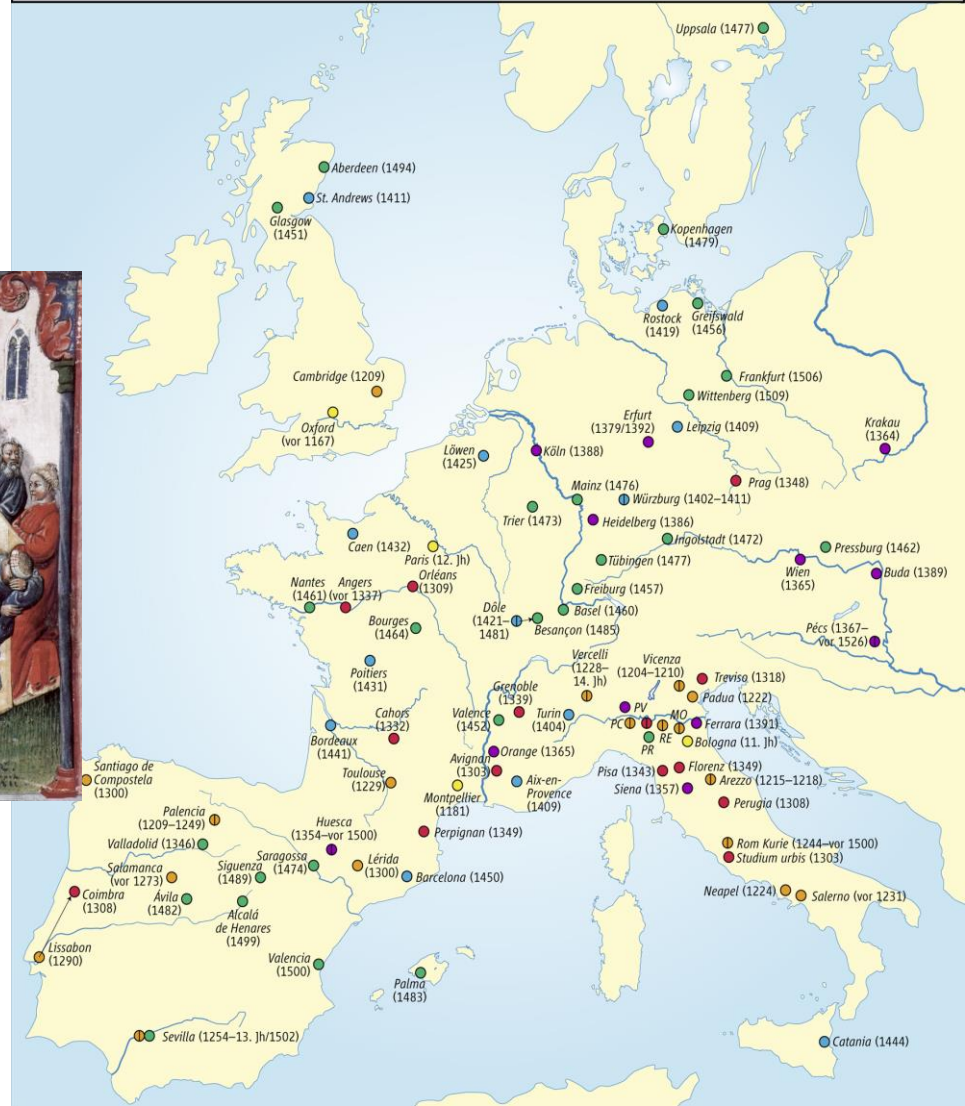 Uppsala (1477)
Aberdeen (1494)
St. Andrews (1411)
Glasgow
(1451)
Kopenhagen
(1479)
Rostock
(1419)
Greifswald
(1456)
Cambridge (1209)
Oxford
(vor 1167)
Frankfurt (1506)
Wittenberg (1509)
Erfurt
(1379/1392)
Leipzig (1409)
Krakau
(1364)
Löwen
(1425)
Köln (1388)
Prag (1348)
Mainz (1476)
Würzburg (1402–1411)
Trier (1473)
Heidelberg (1386)
Ingolstadt (1472)
Caen (1432)
Paris (12. Jh)
Tübingen (1477)
Pressburg (1462)
Wien
(1365)
Buda (1389)
Nantes
(1461)
Angers
(vor 1337)
Orléans
(1309)
Freiburg (1457)
Dôle
(1421–
1481)
Basel (1460)
Besançon (1485)
Bourges
(1464)
Pécs (1367–
vor 1526)
Poitiers
(1431)
Vercelli
(1228–
14. Jh)
Vicenza
(1204–1210)
Treviso (1318)
Padua (1222)
Grenoble
(1339)
Cahors
(1332)
Valence
(1452)
Turin
(1404)
PV
PC
MO
RE
PR
Ferrara (1391)
Bologna (11. Jh)
Bordeaux
(1441)
Orange (1365)
Avignon
(1303)
Pisa (1343)
Florenz (1349)
Arezzo (1215–1218)
Siena (1357)
Santiago de
Compostela
(1300)
Toulouse
(1229)
Montpellier
(1181)
Aix-en-
Provence
(1409)
Perugia (1308)
Palencia
(1209–1249)
Huesca
(1354–vor 1500)
Perpignan (1349)
Valladolid (1346)
Saragossa
(1474)
Rom Kurie (1244–vor 1500)
Studium urbis (1303)
Salamanca
(vor 1273)
Siguenza
(1489)
Lérida
(1300)
Barcelona (1450)
Coimbra
(1308)
Ávila
(1482)
Neapel (1224)
Salerno (vor 1231)
Alcalá
de Henares
(1499)
Lissabon
(1290)
Valencia
(1500)
Palma
(1483)
Sevilla (1254–13. Jh/1502)
Catania (1444)